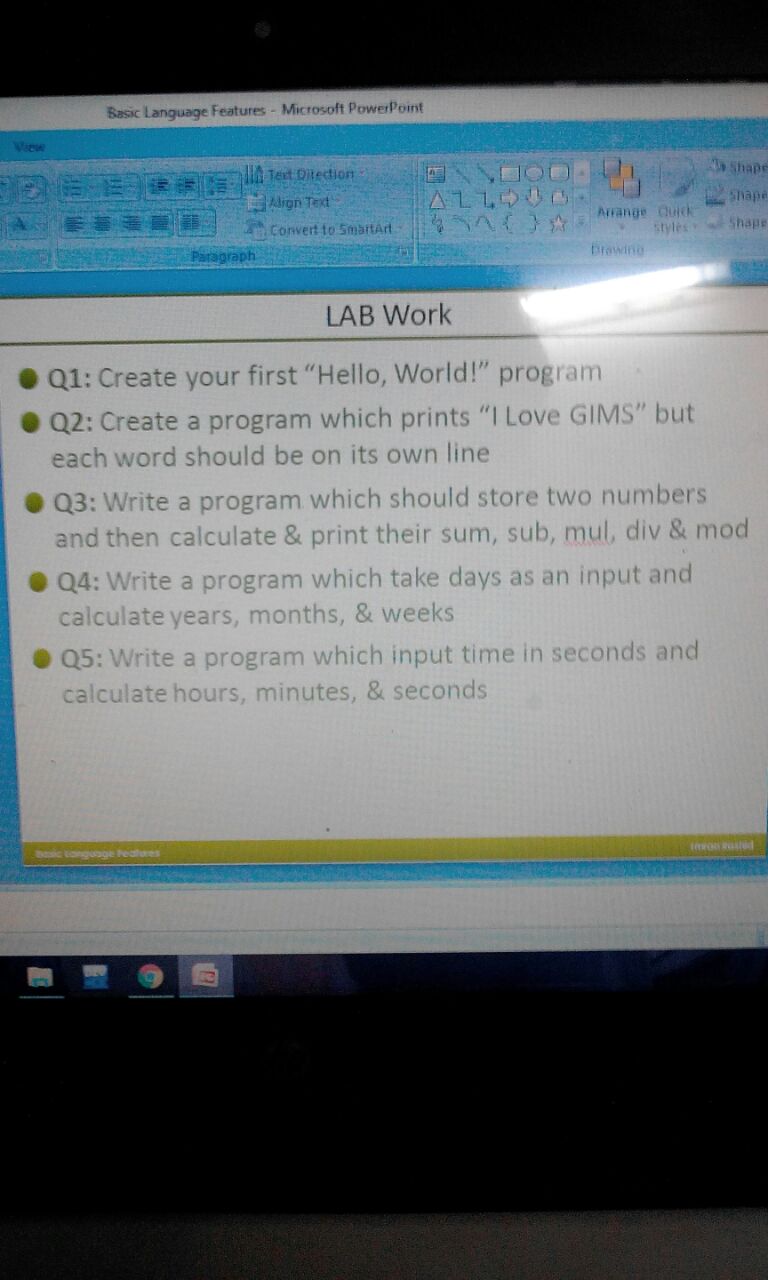 Basic Language Features - Microsoft PowerPoint
View
Text Direction
Align Text
Convert to SmartArt
Paragraph
Arrange
Quick
Styles
Shape
Shape
Shape
Drawing
LAB Work
Q1: Create your first “Hello, World!” program
Q2: Create a program which prints “I Love GIMS” but
each word should be on its own line
Q3: Write a program which should store two numbers
and then calculate & print their sum, sub, mul, div & mod
Q4: Write a program which take days as an input and
calculate years, months, & weeks
Q5: Write a program which input time in seconds and
calculate hours, minutes, & seconds
Basic Language Features
Imran Rashid